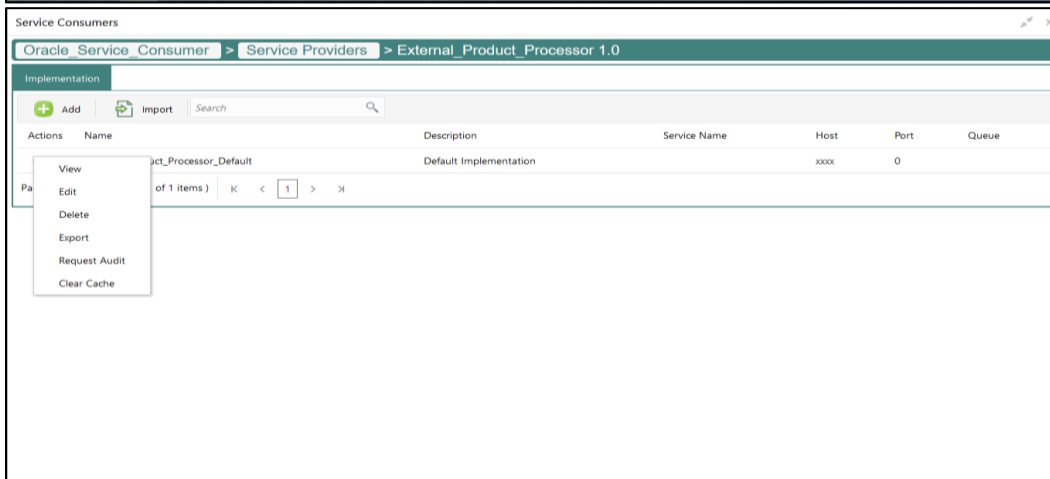 Service Consumers
Oracle_Service_Consumer > Service Providers > External_Product_Processor 1.0
Implementation
Add Import Search
Actions Name Description Service Name Host Port Queue
uct_Processor_Default Default Implementation xxxx 0
Pa of 1 items ) K < 1 > >|
View
Edit
Delete
Export
Request Audit
Clear Cache